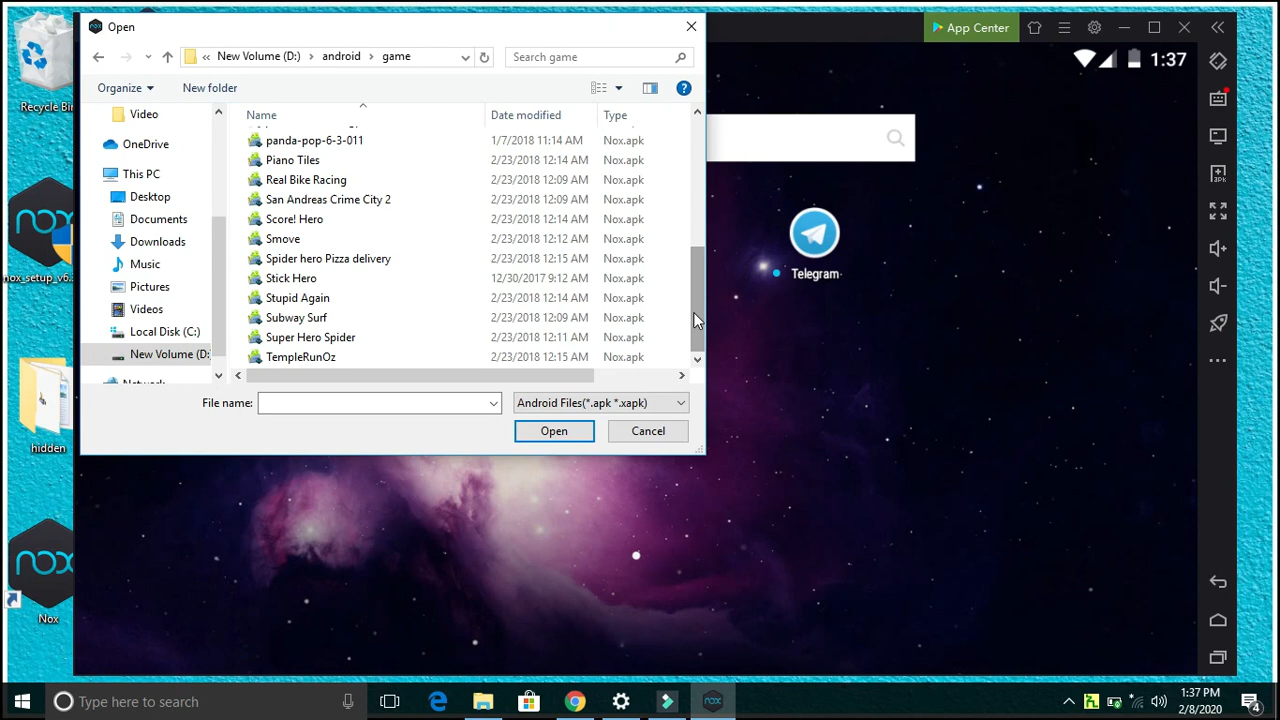 Open
App Center
« New Volume (D:) android game
Search game
1:37
Organize
New folder
Recycle Bin
Video
OneDrive
This PC
Desktop
Documents
Downloads
Music
Pictures
Videos
Local Disk (C:)
New Volume (D:
Network
Name Date modified Type
panda-pop-6-3-011 1/7/2018 11:14 AM Nox.apk
Piano Tiles 2/23/2018 12:14 AM Nox.apk
Real Bike Racing 2/23/2018 12:09 AM Nox.apk
San Andreas Crime City 2 2/23/2018 12:09 AM Nox.apk
Score! Hero 2/23/2018 12:14 AM Nox.apk
Smove 2/23/2018 12:12 AM Nox.apk
Spider hero Pizza delivery 2/23/2018 12:15 AM Nox.apk
Stick Hero 12/30/2017 9:12 AM Nox.apk
Stupid Again 2/23/2018 12:14 AM Nox.apk
Subway Surf 2/23/2018 12:09 AM Nox.apk
Super Hero Spider 2/23/2018 12:11 AM Nox.apk
TempleRunOz 2/23/2018 12:15 AM Nox.apk
File name:
Android Files(*.apk *.xapk)
Open
Cancel
Telegram
APK
nox
nox_setup_v6.
hidden
nox
Nox
Type here to search
1:37 PM
2/8/2020
4